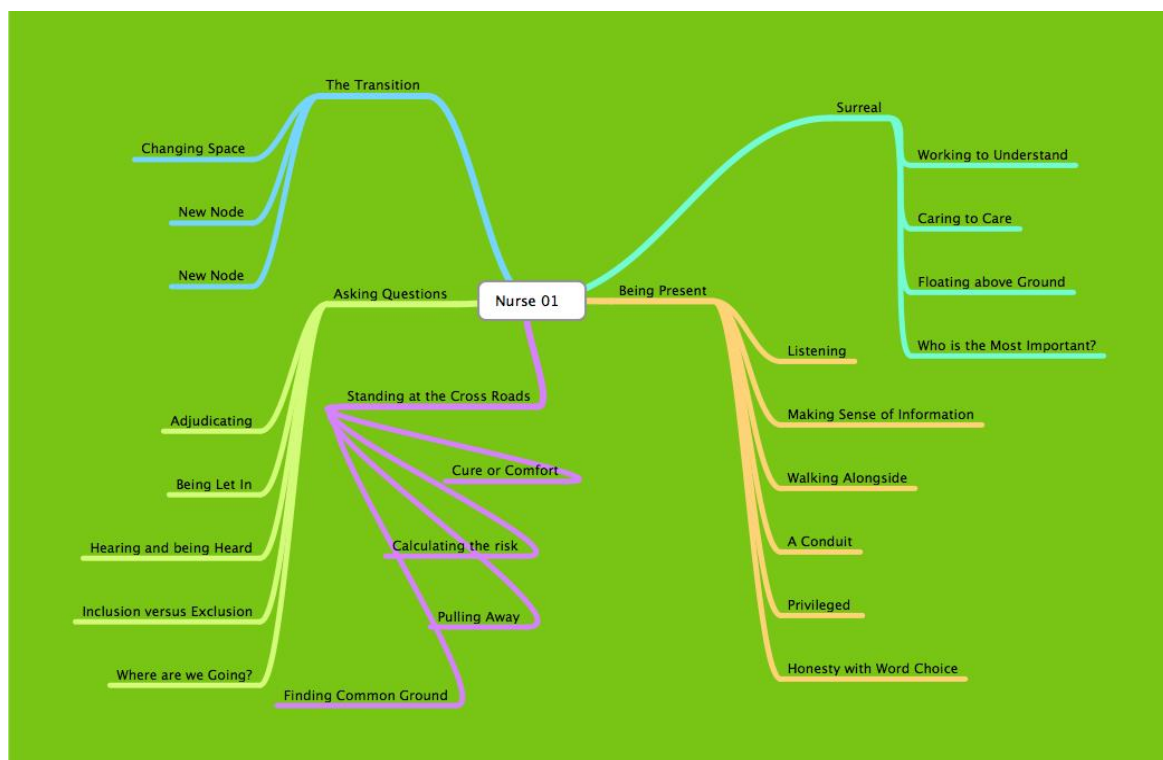 The Transition
Changing Space
New Node
New Node
Surreal
Working to Understand
Caring to Care
Floating above Ground
Who is the Most Important?
Nurse 01
Asking Questions
Adjudicating
Being Let In
Hearing and being Heard
Inclusion versus Exclusion
Where are we Going?
Standing at the Cross Roads
Cure or Comfort
Calculating the risk
Pulling Away
Finding Common Ground
Being Present
Listening
Making Sense of Information
Walking Alongside
A Conduit
Privileged
Honesty with Word Choice